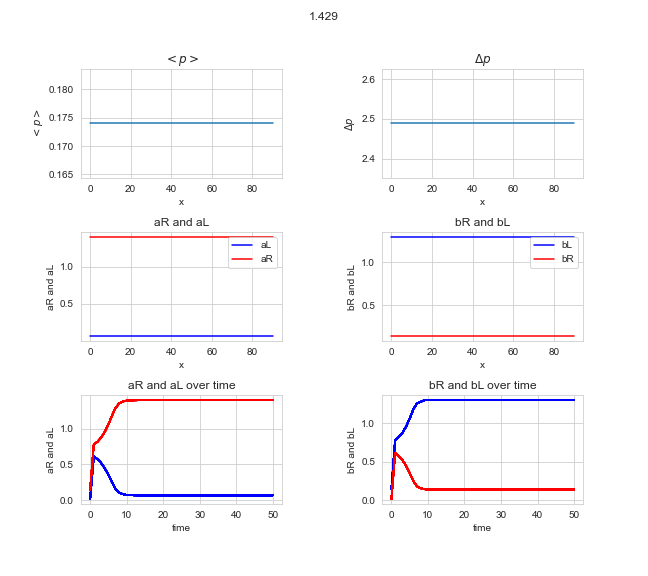 1.429
< p >
Δp
< p >
0.180
0.175
0.170
0.165
0 20 40 60 80
x
Δp
2.6
2.5
2.4
0 20 40 60 80
x
aR and aL
bR and bL
aR and aL
1.0
0.5
aL
aR
0 20 40 60 80
x
bR and bL
1.0
0.5
bL
bR
0 20 40 60 80
x
aR and aL over time
bR and bL over time
aR and aL
1.0
0.5
0.0
0 10 20 30 40 50
time
bR and bL
1.0
0.5
0.0
0 10 20 30 40 50
time